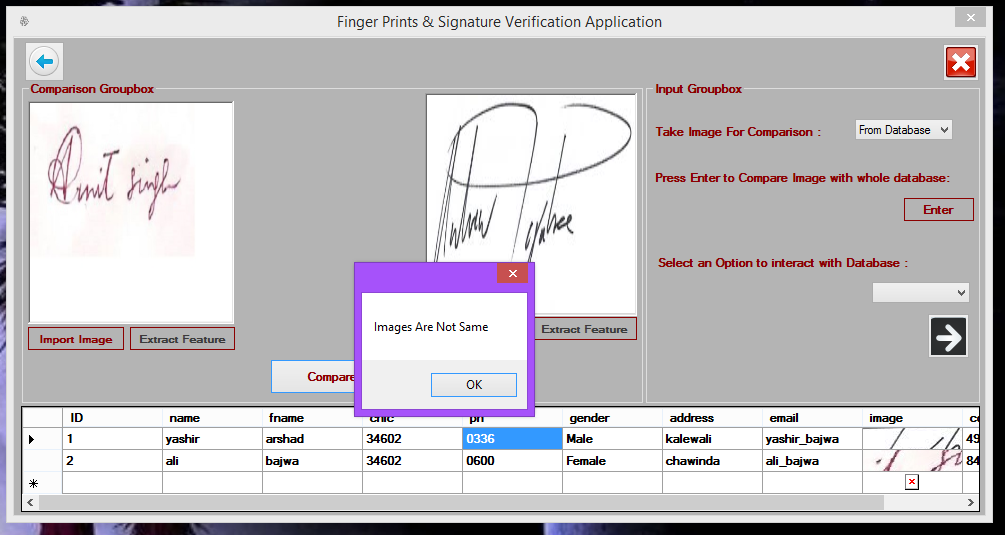 Finger Prints & Signature Verification Application
Comparison Groupbox
Amit Singh
Import Image
Extract Feature
Extract Feature
Compare
Images Are Not Same
OK
Input Groupbox
Take Image For Comparison :
From Database
Press Enter to Compare Image with whole database:
Enter
Select an Option to interact with Database :
ID name fname cnic ph gender address email image
1 yashir arshad 34602 0336 Male kalewali yashir_bajwa 49
2 ali bajwa 34602 0600 Female chawinda ali_bajwa 84